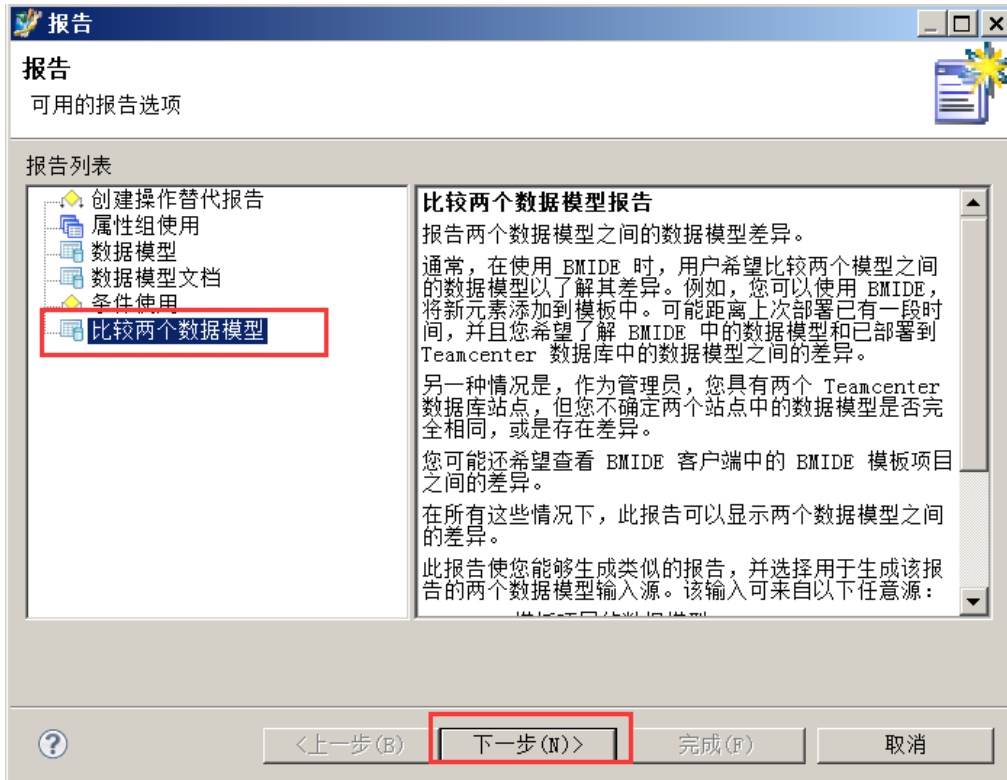 报告
报告
可用的报告选项
报告列表
创建操作替代报告
属性组使用
数据模型
数据模型文档
条件使用
比较两个数据模型
比较两个数据模型报告
报告两个数据模型之间的数据模型差异。
通常，在使用 BMIDE 时，用户希望比较两个模型之间
的数据模型以了解其差异。例如，您可以使用 BMIDE，
将新元素添加到模板中。可能距离上次部署已有一段时
间，并且您希望了解 BMIDE 中的数据模型和已部署到
Teamcenter 数据库中的数据模型之间的差异。
另一种情况是，作为管理员，您具有两个 Teamcenter
数据库站点，但您不确定两个站点中的数据模型是否完
全相同，或是存在差异。
您可能还希望查看 BMIDE 客户端中的 BMIDE 模板项目
之间的差异。
在所有这些情况下，此报告可以显示两个数据模型之间
的差异。
此报告使您能够生成类似的报告，并选择用于生成该报
告的两个数据模型输入源。该输入可来自以下任意源：
<上一步(B)
下一步(N)>
完成(F)
取消